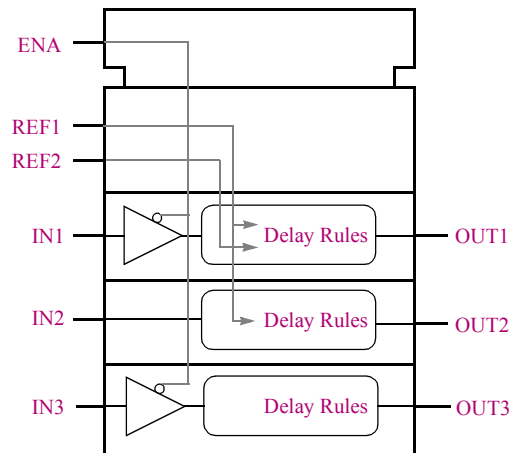 ENA
REF1
REF2
IN1 Delay Rules OUT1
IN2 Delay Rules OUT2
IN3 Delay Rules OUT3